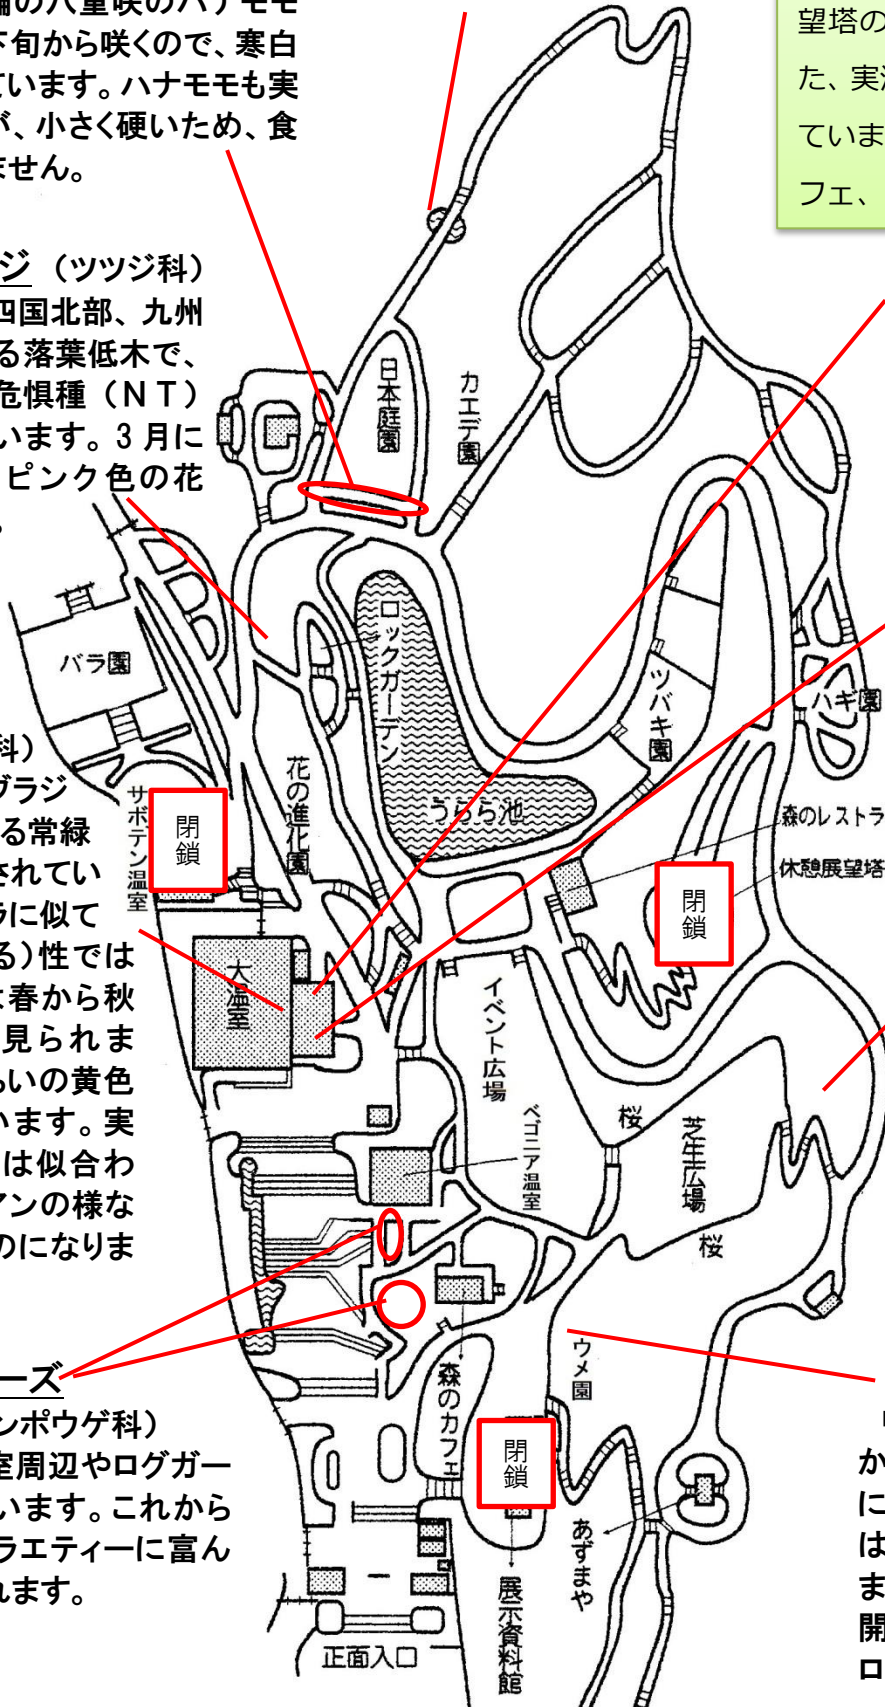 輪の八重咲のハナモモ
下旬から咲くので、寒白
ています。ハナモモも実
が、小さく硬いため、食
ません。
望塔の
た、実
ていま
フェ、
ジ（ツツジ科）
四国北部、九州
る落葉低木で、
危惧種（ＮＴ）
います。３月に
ピンク色の花
。
日本庭園
カエデ園
バラ園
ロックガーデン
ツバキ園
ハギ園
うらら池
花の進化園
サボテン温室
閉鎖
森のレストラ
休憩展望塔
閉鎖
科）
ブラジ
る常緑
されてい
ラに似て
る）性では
は春から秋
見られま
らいの黄色
います。実
は似合わ
アンの様な
のになりま
大温室
イベント広場
ベゴニア温室
桜
芝生広場
桜
ーズ
ンポウゲ科）
室周辺やログガー
います。これから
ラエティーに富ん
れます。
森のカフェ
ウメ園
閉鎖
あずまや
展示資料館
正面入口
か
に
は
ま
開
ロ